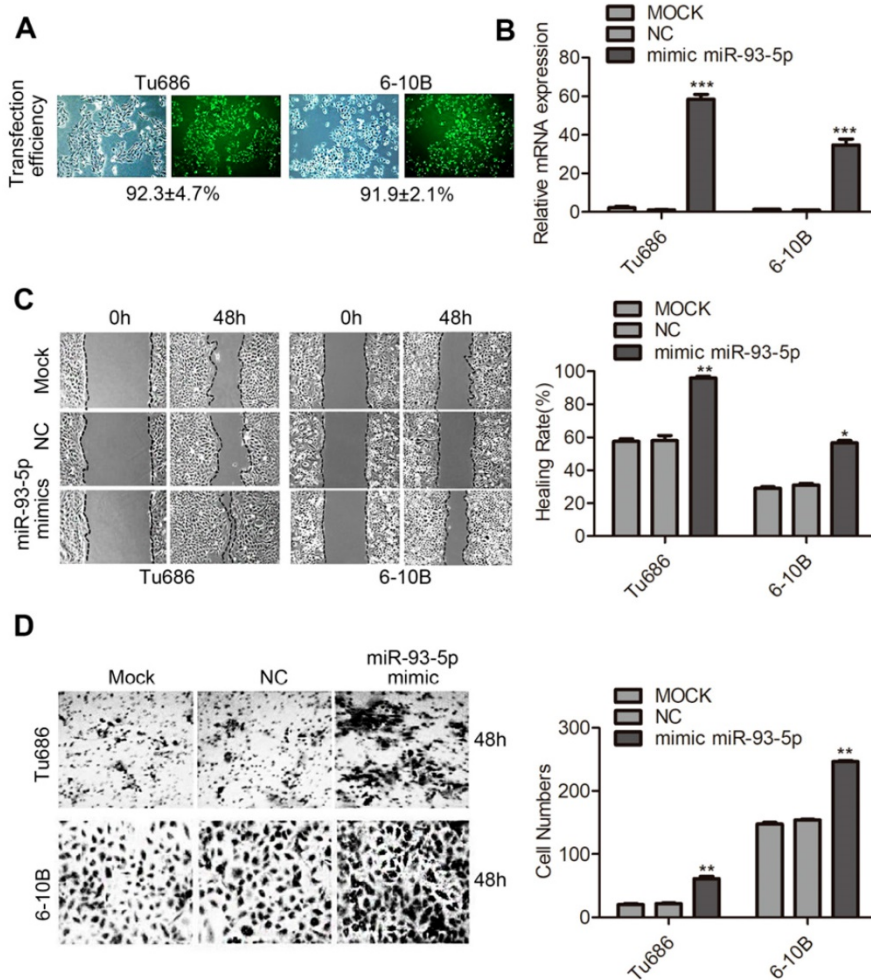 A
Tu686
6-10B
Transfection
efficiency
92.3±4.7%
91.9±2.1%
B
MOCK
NC
mimic miR-93-5p
Relative mRNA expression
80
60
40
20
0
***
***
Tu686
6-10B
C
0h
48h
0h
48h
Mock
NC
miR-93-5p
mimics
Tu686
6-10B
MOCK
NC
mimic miR-93-5p
Healing Rate(%)
100
80
60
40
20
0
**
*
Tu686
6-10B
D
Mock
NC
miR-93-5p
mimic
Tu686
48h
6-10B
48h
MOCK
NC
mimic miR-93-5p
Cell Numbers
300
200
100
0
**
**
Tu686
6-10B